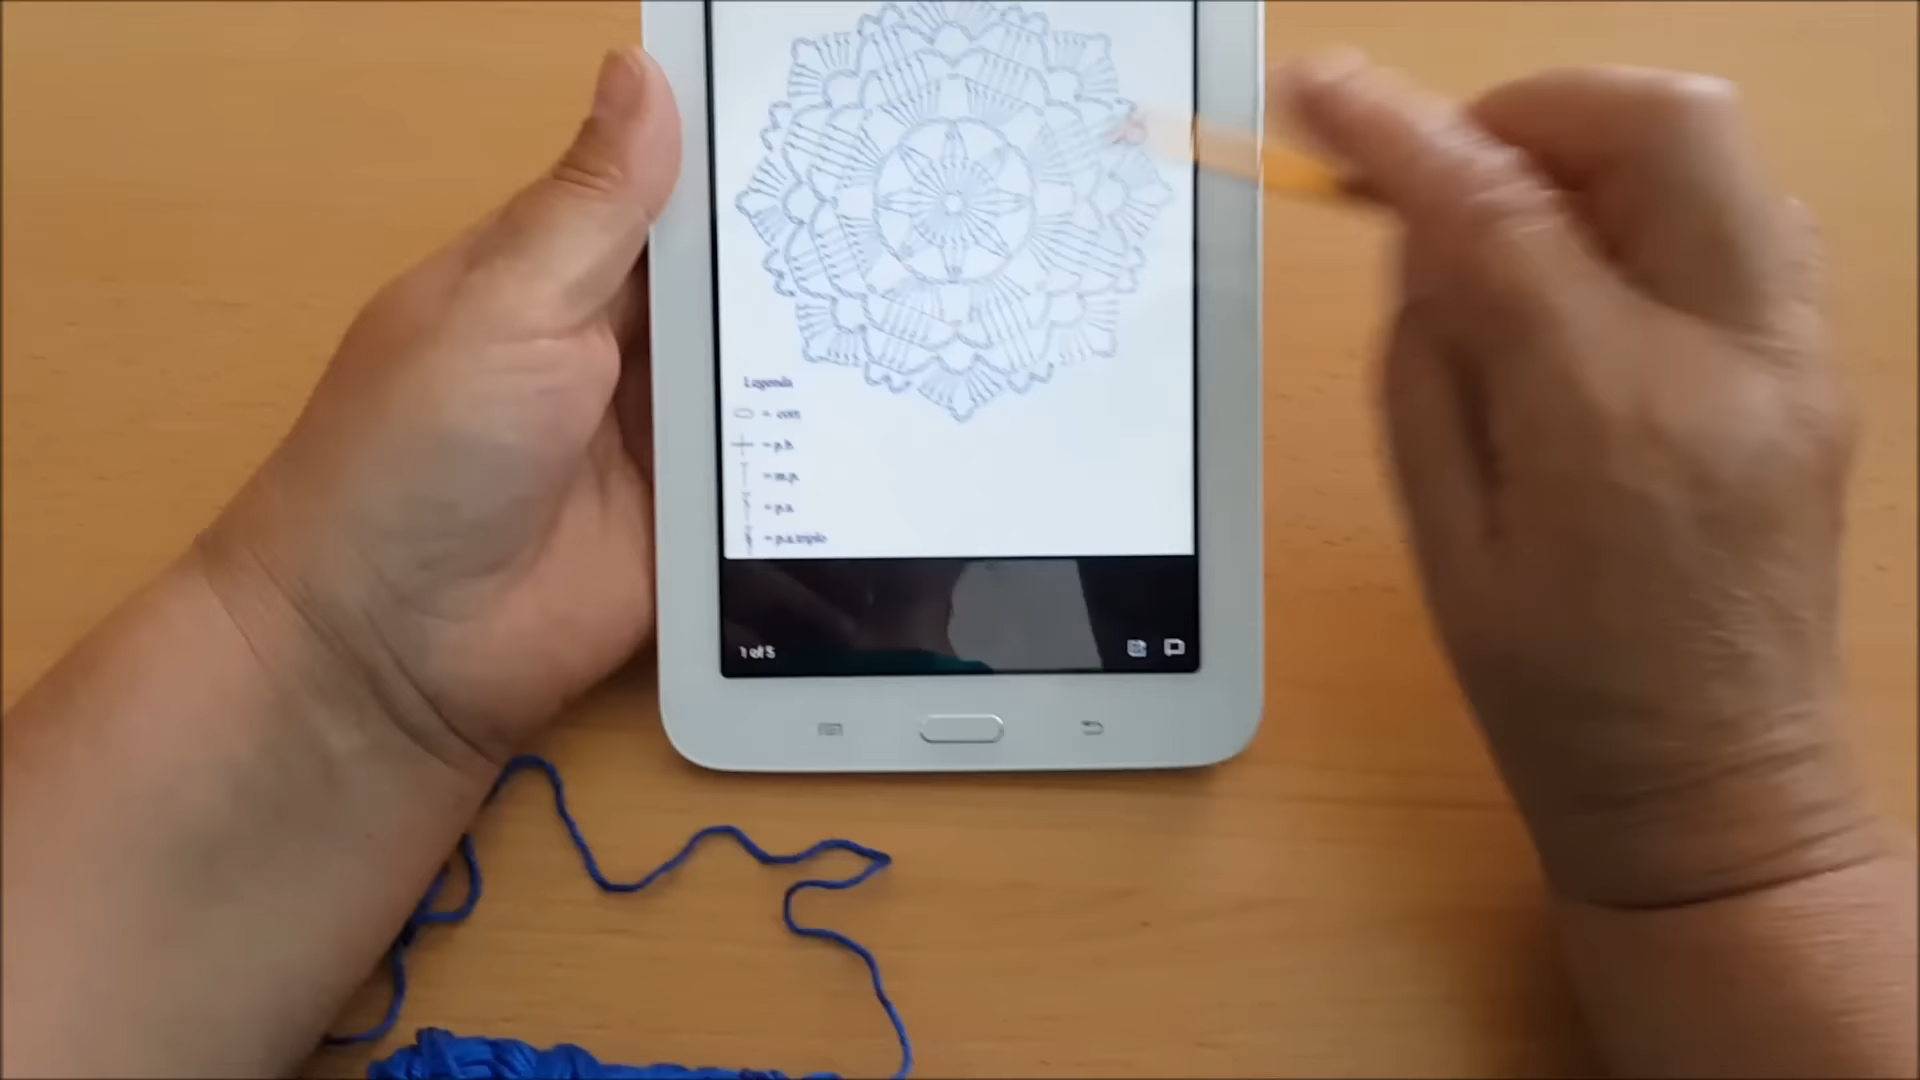 Legenda
= corr
= p.b.
= m.p.
= p.a.
= p.a.triplo
1 of 5